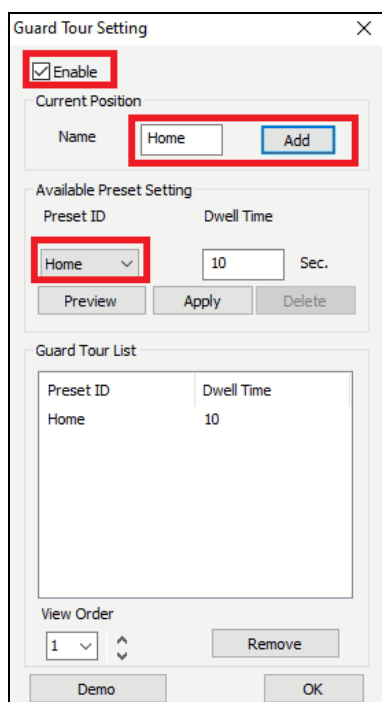 Guard Tour Setting
Enable
Current Position
Name Home Add
Available Preset Setting
Preset ID Dwell Time
Home 10 Sec.
Preview Apply Delete
Guard Tour List
Preset ID Dwell Time
Home 10
View Order
1 Remove
Demo OK